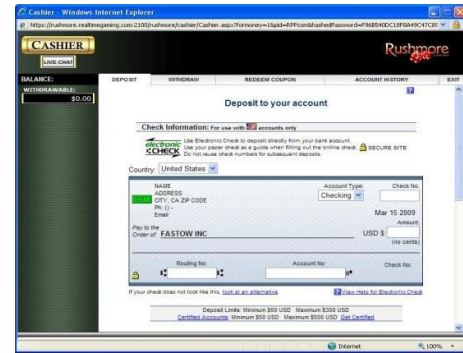 Cashier - Windows Internet Explorer
CASHIER
LIVE CHAT
Rushmore
BALANCE:
DEPOSIT WITHDRAW REDEEM COUPON ACCOUNT HISTORY EXIT
WITHDRAWABLE:
$0.00
Deposit to your account
Check Information: For use with accounts only
electronic CHECK
Use Electronic Check to deposit directly from your bank account.
Use your paper check as a guide when filling out the online check.
SECURE SITE
Do not reuse check numbers for subsequent deposits.
Country: United States
NAME
ADDRESS
CITY, CA ZIP CODE
Ph: () -
Email
Account Type:
Checking
Check No:
Mar 15 2009
Amount:
Pay to the
Order of: FASTOW INC
USD $
(no cents)
Routing No:
Account No:
Check No:
If your check does not look like this, look at an alternative.
View Help for Electronic Check
Deposit Limits: Minimum $50 USD Maximum $300 USD
Certified Accounts: Minimum $50 USD Maximum $500 USD Get Certified
Internet
100%